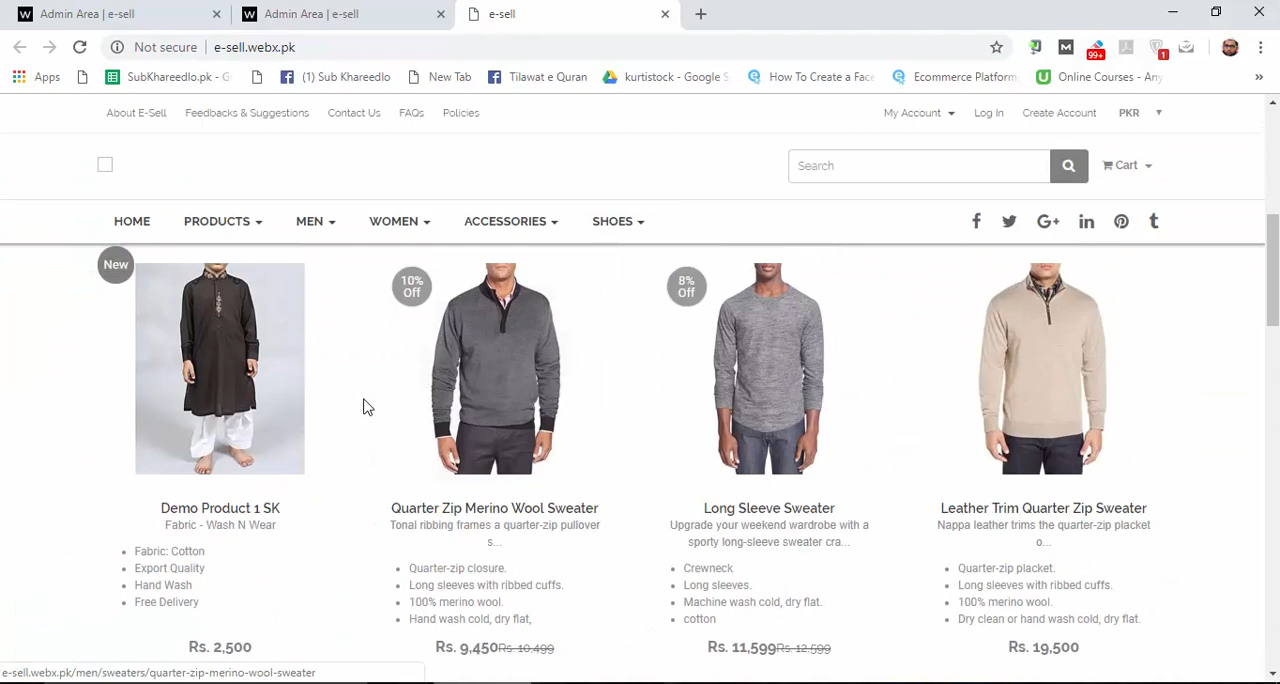 Admin Area | e-sell
Admin Area | e-sell
e-sell
Not secure | e-sell.webx.pk
99+
1
Apps
SubKhareedlo.pk - G
(1) Sub Khareedlo
New Tab
Tilawat e Quran
kurtistock - Google S
How To Create a Face
Ecommerce Platform
Online Courses - Any
»
About E-Sell
Feedbacks & Suggestions
Contact Us
FAQs
Policies
My Account
Log In
Create Account
PKR
Search
Cart
HOME
PRODUCTS
MEN
WOMEN
ACCESSORIES
SHOES
New
10%
Off
8%
Off
Demo Product 1 SK
Fabric - Wash N Wear
• Fabric: Cotton
• Export Quality
• Hand Wash
• Free Delivery
Rs. 2,500
Quarter Zip Merino Wool Sweater
Tonal ribbing frames a quarter-zip pullover
s...
• Quarter-zip closure.
• Long sleeves with ribbed cuffs.
• 100% merino wool.
• Hand wash cold, dry flat,
Rs. 9,450Rs. 10,499
Long Sleeve Sweater
Upgrade your weekend wardrobe with a
sporty long-sleeve sweater cra...
• Crewneck
• Long sleeves.
• Machine wash cold, dry flat.
• cotton
Rs. 11,599Rs. 12,599
Leather Trim Quarter Zip Sweater
Nappa leather trims the quarter-zip placket
o...
• Quarter-zip placket.
• Long sleeves with ribbed cuffs.
• 100% merino wool.
• Dry clean or hand wash cold, dry flat.
Rs. 19,500
e-sell.webx.pk/men/sweaters/quarter-zip-merino-wool-sweater